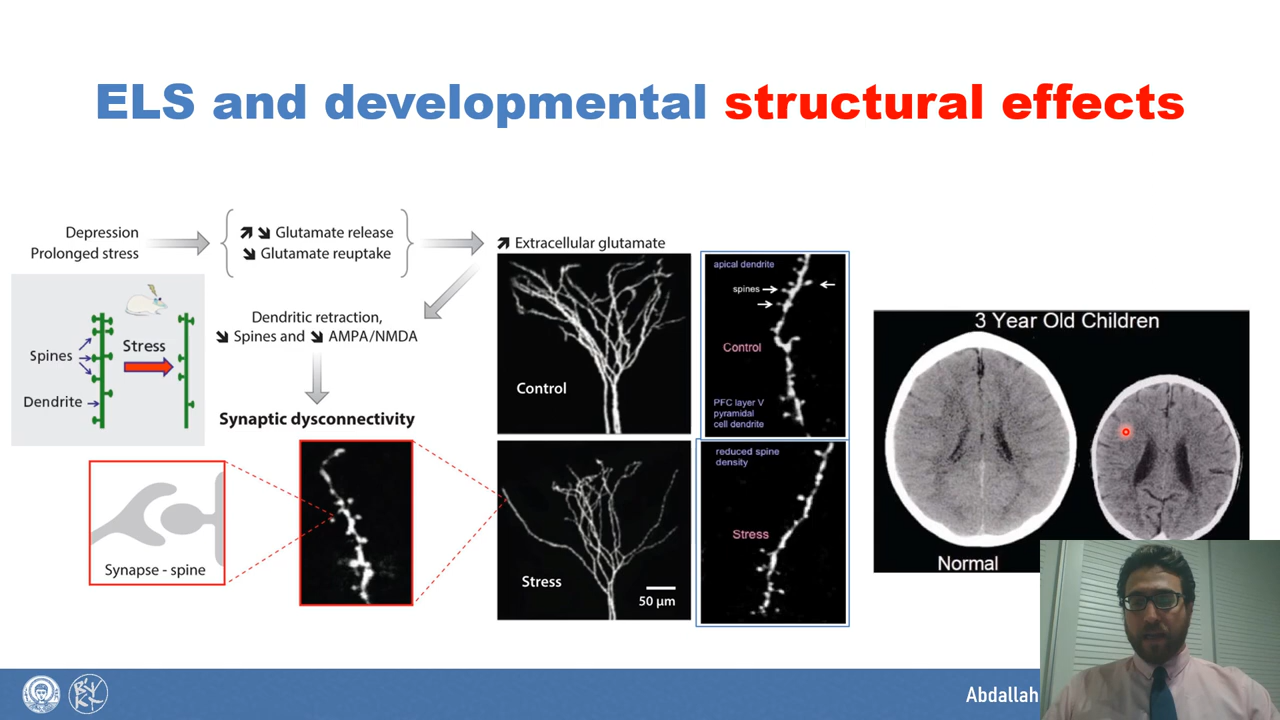 ELS and developmental structural effects
Depression
Prolonged stress
Glutamate release
Glutamate reuptake
Extracellular glutamate
Dendritic retraction,
Spines and AMPA/NMDA
Synaptic dysconnectivity
Spines
Stress
Dendrite
Synapse - spine
Control
Stress
50 µm
apical dendrite
spines
Control
PFC layer V
pyramidal
cell dendrite
reduced spine
density
Stress
3 Year Old Children
Normal
Abdallah